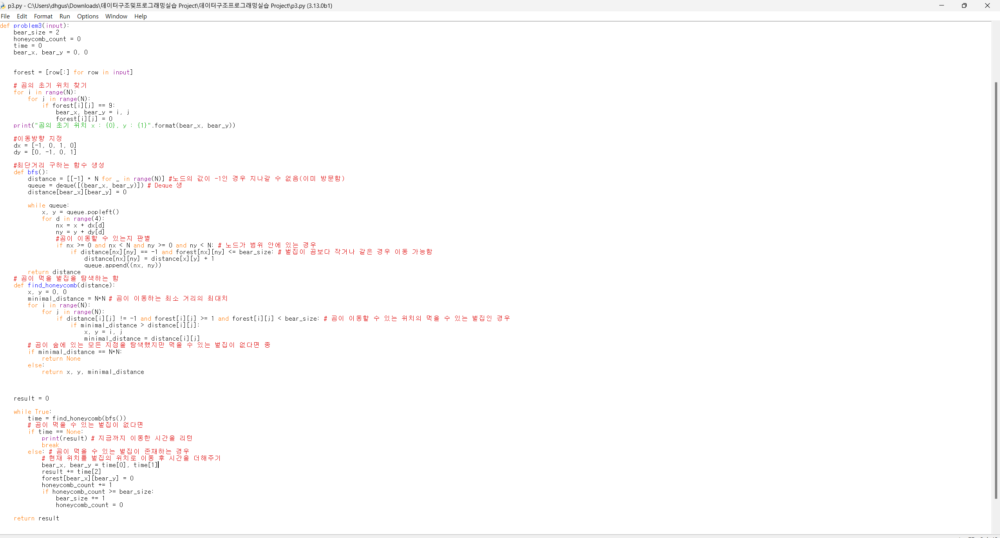 p3.py - C:\Users\dhgus\Downloads\데이터구조및프로그래밍실습 Project\데이터구조프로그래밍실습 Project\p3.py (3.13.0b1)
File Edit Format Run Options Window Help
def problem3(input):
    bear_size = 2
    honeycomb_count = 0
    time = 0
    bear_x, bear_y = 0, 0
    forest = [row[:] for row in input]
    # 곰의 초기 위치 찾기
    for i in range(N):
        for j in range(N):
            if forest[i][j] == 9:
                bear_x, bear_y = i, j
                forest[i][j] = 0
    print("곰의 초기 위치 x : {0}, y : {1}".format(bear_x, bear_y))
    #이동방향 지정
    dx = [-1, 0, 1, 0]
    dy = [0, -1, 0, 1]
    #최단거리 구하는 함수 생성
    def bfs():
        distance = [[-1] * N for _ in range(N)] #노드의 값이 -1인 경우 지나갈 수 없음(이미 방문함)
        queue = deque([(bear_x, bear_y)]) # Deque 생
        distance[bear_x][bear_y] = 0
        while queue:
            x, y = queue.popleft()
            for d in range(4):
                nx = x + dx[d]
                ny = y + dy[d]
                #곰이 이동할 수 있는지 판별
                if nx >= 0 and nx < N and ny >= 0 and ny < N: # 노드가 범위 안에 있는 경우
                    if distance[nx][ny] == -1 and forest[nx][ny] <= bear_size: # 벌집이 곰보다 작거나 같은 경우 이동 가능함
                        distance[nx][ny] = distance[x][y] + 1
                        queue.append((nx, ny))
        return distance
    # 곰이 먹을 벌집을 탐색하는 함
    def find_honeycomb(distance):
        x, y = 0, 0
        minimal_distance = N*N # 곰이 이동하는 최소 거리의 최대치
        for i in range(N):
            for j in range(N):
                if distance[i][j] != -1 and forest[i][j] >= 1 and forest[i][j] < bear_size: # 곰이 이동할 수 있는 위치의 먹을 수 있는 벌집인 경우
                    if minimal_distance > distance[i][j]:
                        x, y = i, j
                        minimal_distance = distance[i][j]
        # 곰이 숲에 있는 모든 지점을 탐색했지만 먹을 수 있는 벌집이 없다면 종
        if minimal_distance == N*N:
            return None
        else:
            return x, y, minimal_distance
    result = 0
    while True:
        time = find_honeycomb(bfs())
        # 곰이 먹을 수 있는 벌집이 없다면
        if time == None:
            print(result) # 지금까지 이동한 시간을 리턴
            break
        else: # 곰이 먹을 수 있는 벌집이 존재하는 경우
            # 현재 위치를 벌집의 위치로 이동 후 시간을 더해주기
            bear_x, bear_y = time[0], time[1]
            result += time[2]
            forest[bear_x][bear_y] = 0
            honeycomb_count += 1
            if honeycomb_count >= bear_size:
                bear_size += 1
                honeycomb_count = 0
    return result